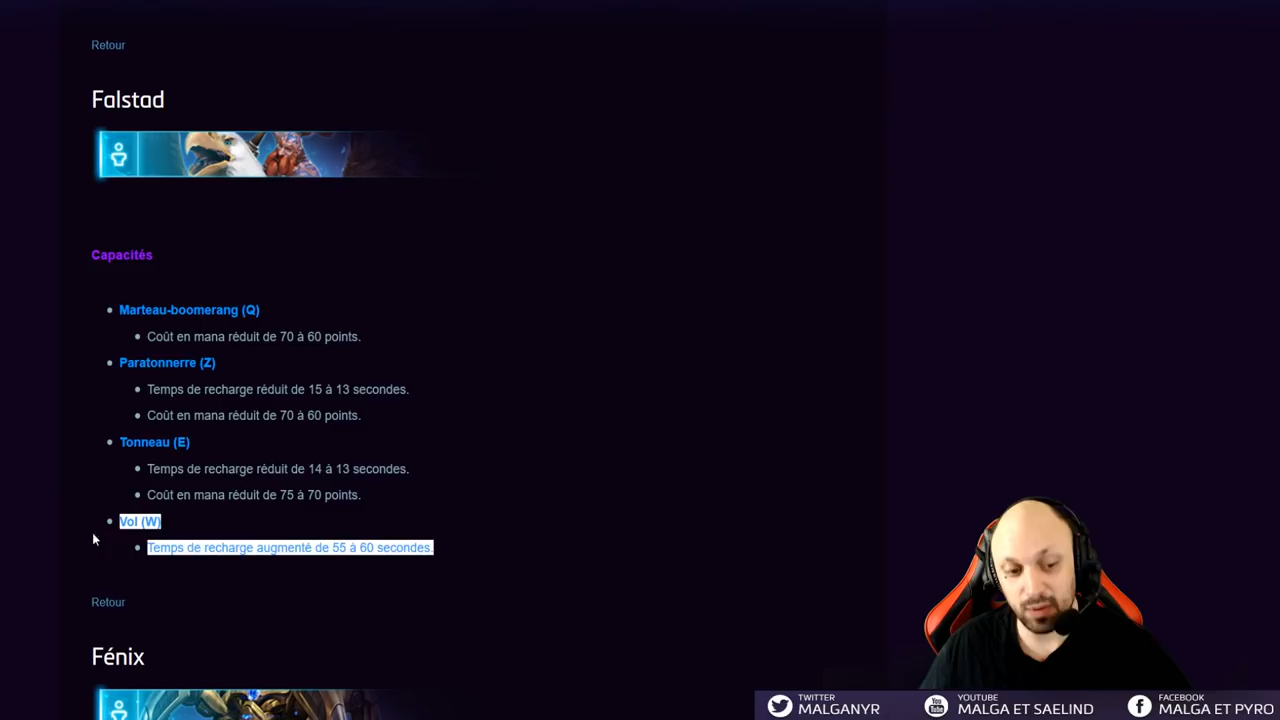 Retour
Falstad
Capacités
Marteau-boomerang (Q)
Coût en mana réduit de 70 à 60 points.
Paratonnerre (Z)
Temps de recharge réduit de 15 à 13 secondes.
Coût en mana réduit de 70 à 60 points.
Tonneau (E)
Temps de recharge réduit de 14 à 13 secondes.
Coût en mana réduit de 75 à 70 points.
Vol (W)
Temps de recharge augmenté de 55 à 60 secondes.
Retour
Fénix
TWITTER
MALGANYR
YOUTUBE
MALGA ET SAELIND
FACEBOOK
MALGA ET PYRO